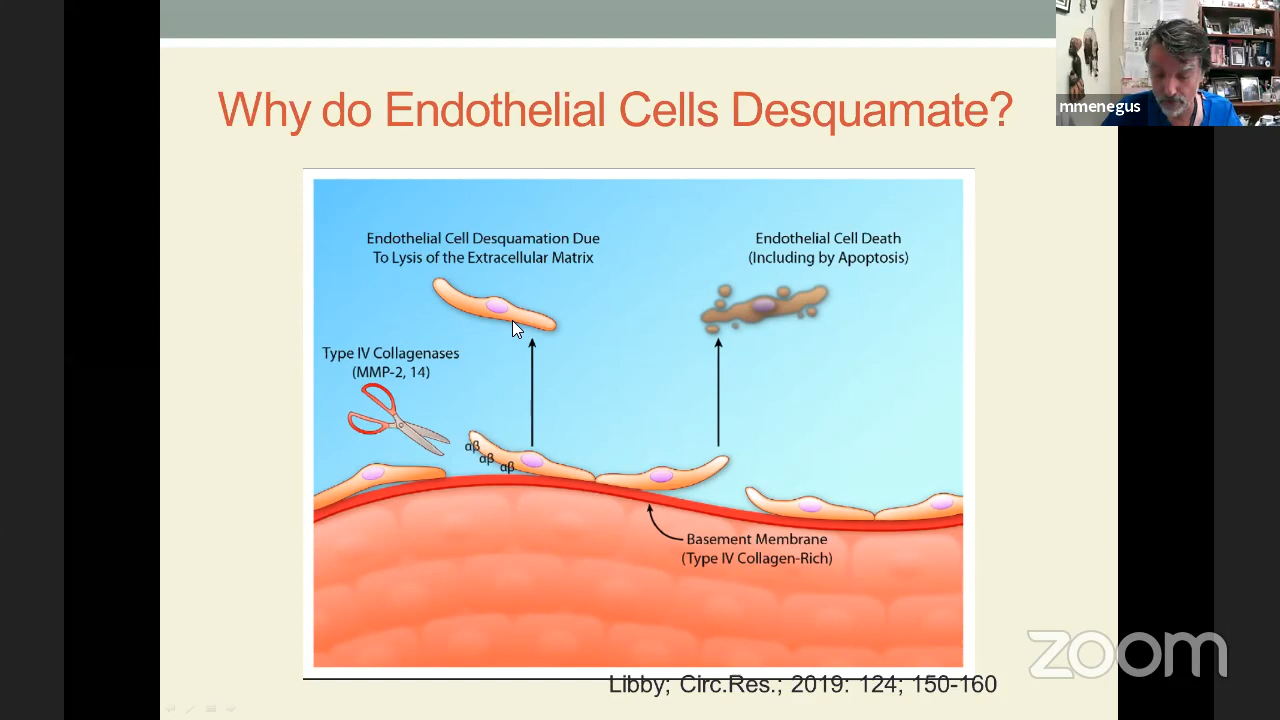 Why do Endothelial Cells Desquamate?
mmenegus
Endothelial Cell Desquamation Due
To Lysis of the Extracellular Matrix
Endothelial Cell Death
(Including by Apoptosis)
Type IV Collagenases
(MMP-2, 14)
αβ
αβ
αβ
Basement Membrane
(Type IV Collagen-Rich)
zoom
Libby; Circ.Res.; 2019: 124; 150-160